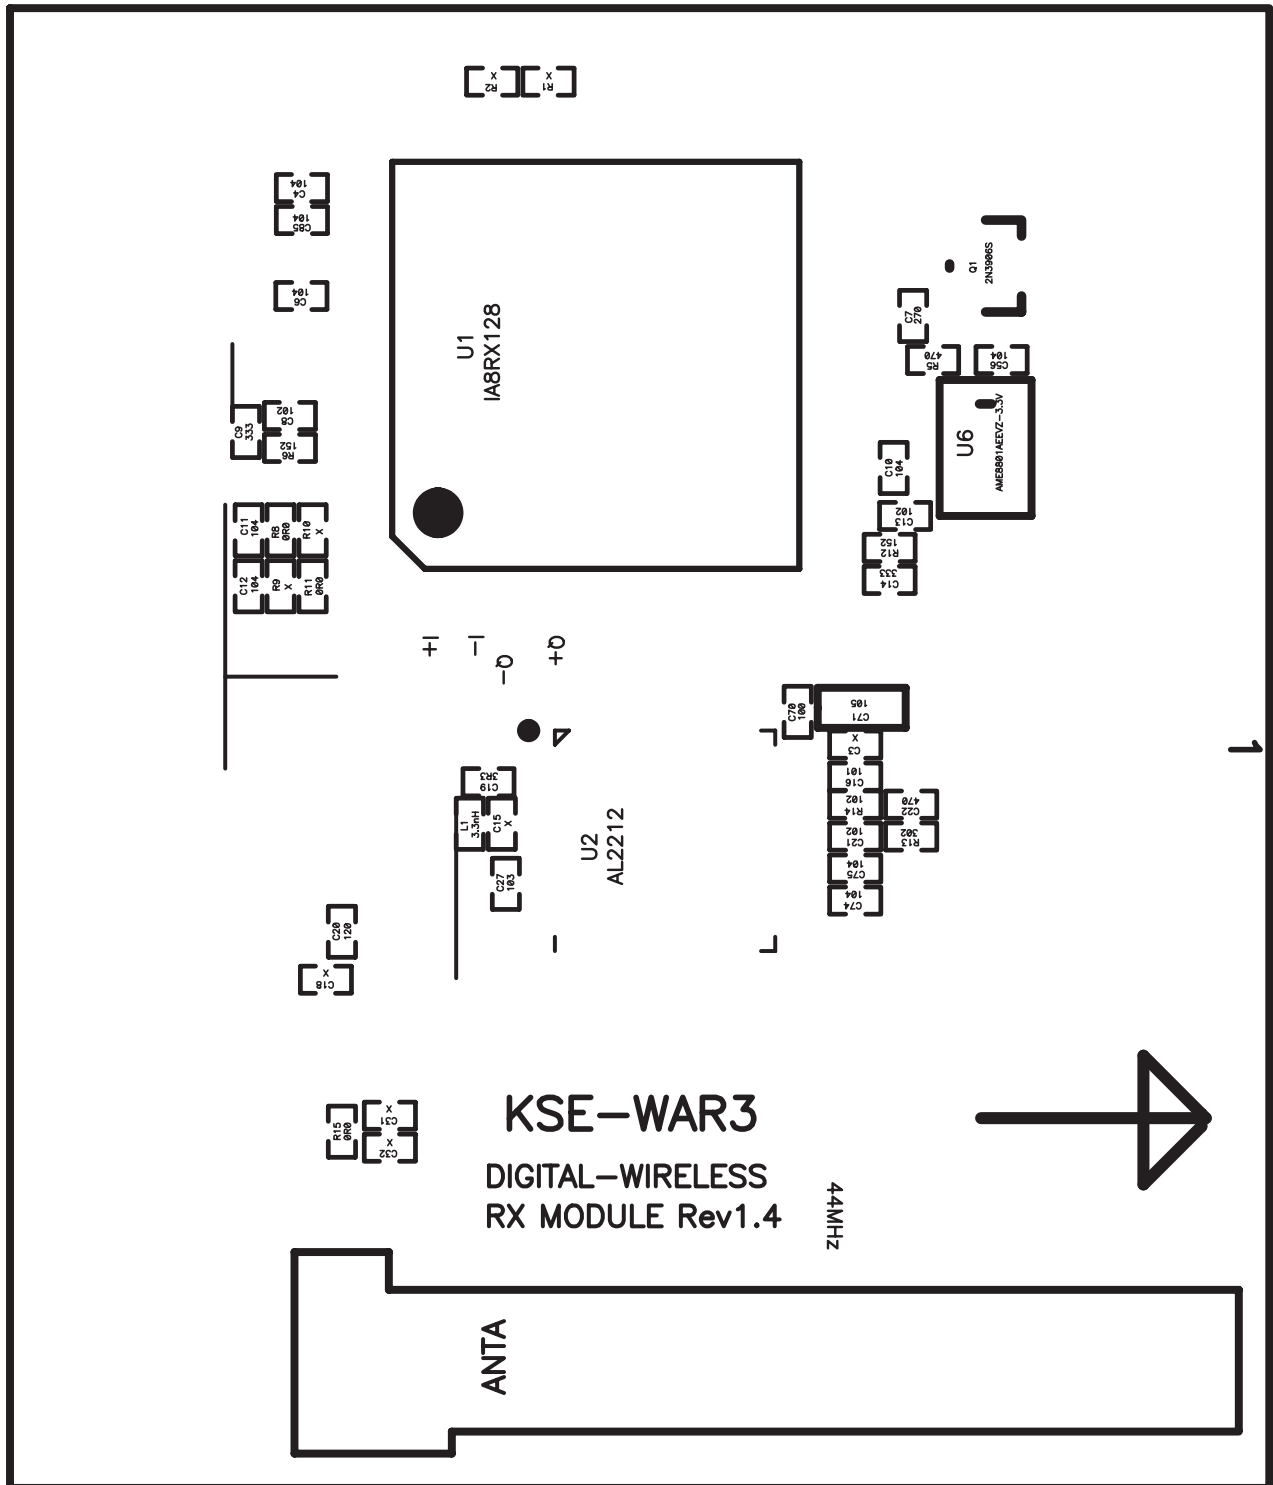 X
R2
X
R1
104
C4
104
C85
104
C6
U1
IA8RX128
Q1
2N3906S
C7
270
470
R5
104
C56
U6
AME8801AEEVZ-3.3V
C9
333
102
C8
152
R6
C10
104
102
C13
152
R12
333
C14
C11
104
R8
0R0
R10
X
C12
104
R9
X
R11
0R0
+I
-I
-Q
+Q
C70
100
105
C71
X
C3
101
C16
102
R14
470
C22
102
C21
302
R13
104
C75
104
C74
1
3R3
C19
L1
3.3nH
C15
X
C27
103
U2
AL2212
C20
120
X
C18
R15
0R0
X
C31
X
C32
KSE-WAR3
DIGITAL-WIRELESS
RX MODULE Rev1.4
44MHz
ANTA